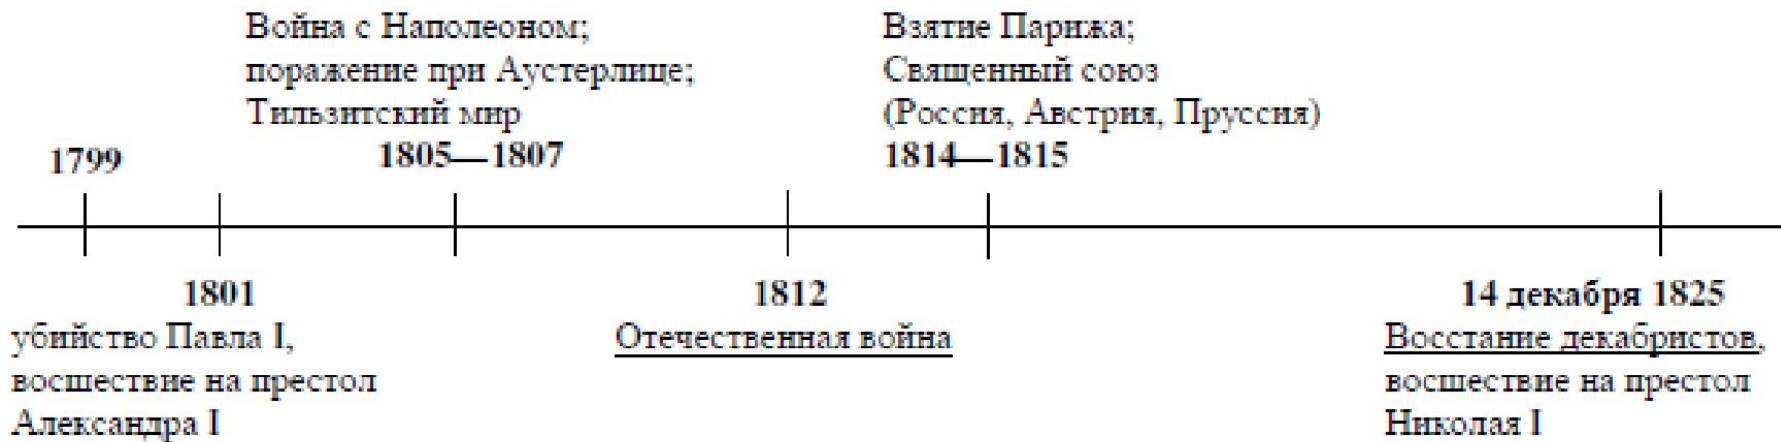 Война с Наполеоном;
поражение при Аустерлице;
Тильзитский мир
1805—1807
Взятие Парижа;
Священный союз
(Россия, Австрия, Пруссия)
1814—1815
1799
1801
убийство Павла I,
восшествие на престол
Александра I
1812
Отечественная война
14 декабря 1825
Восстание декабристов,
восшествие на престол
Николая I